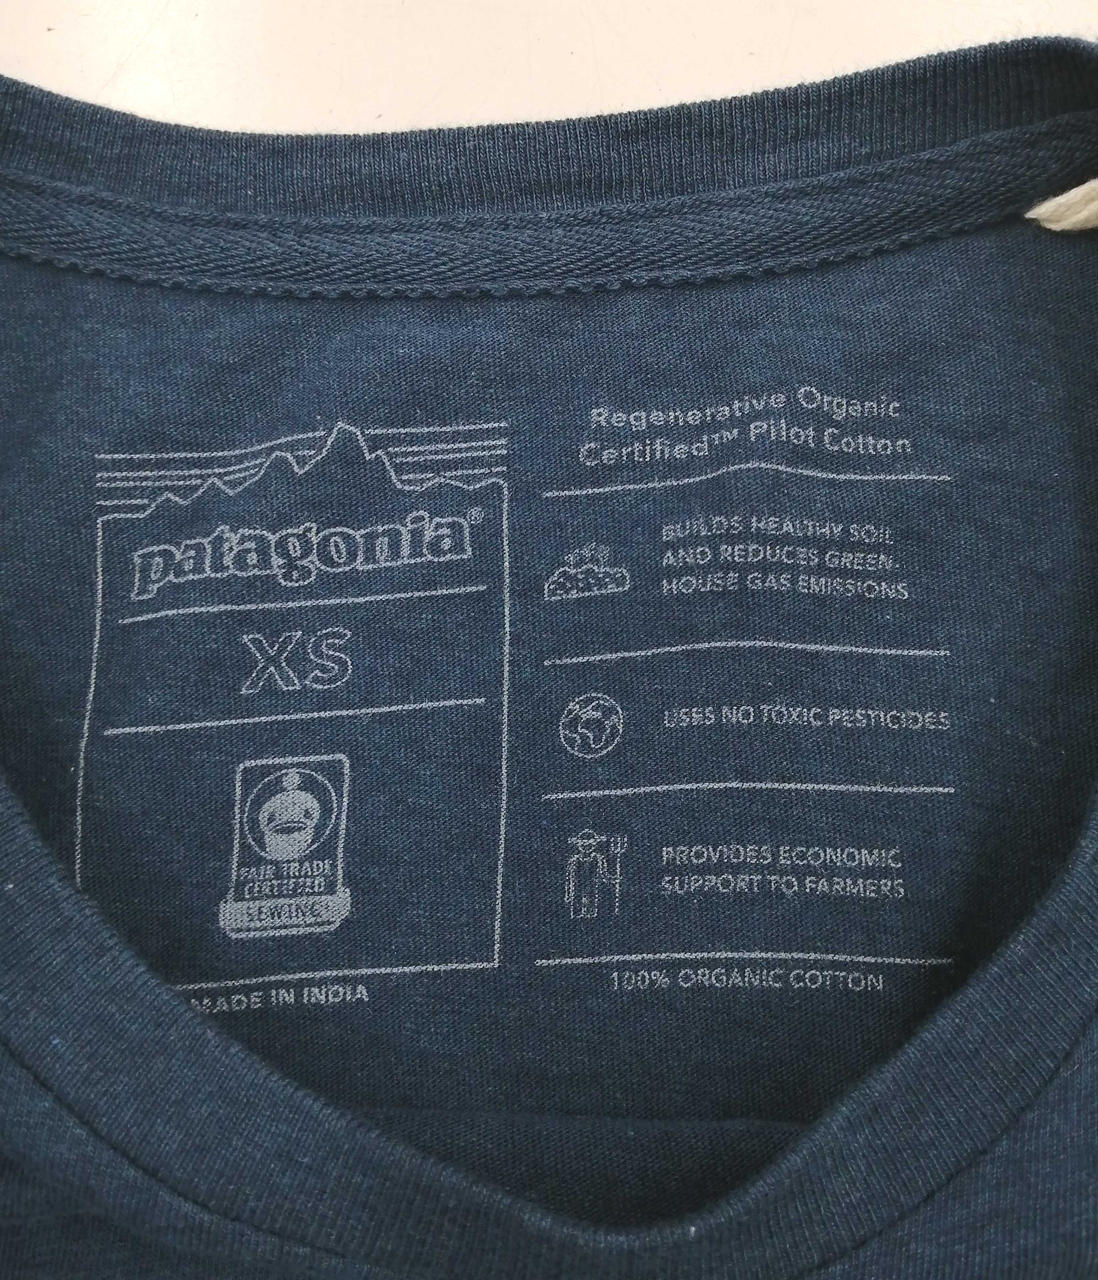 patagonia®
XS
FAIR TRADE
CERTIFIED
SEWING
MADE IN INDIA
Regenerative Organic
Certified™ Pilot Cotton
BUILDS HEALTHY SOIL
AND REDUCES GREEN-
HOUSE GAS EMISSIONS
USES NO TOXIC PESTICIDES
PROVIDES ECONOMIC
SUPPORT TO FARMERS
100% ORGANIC COTTON